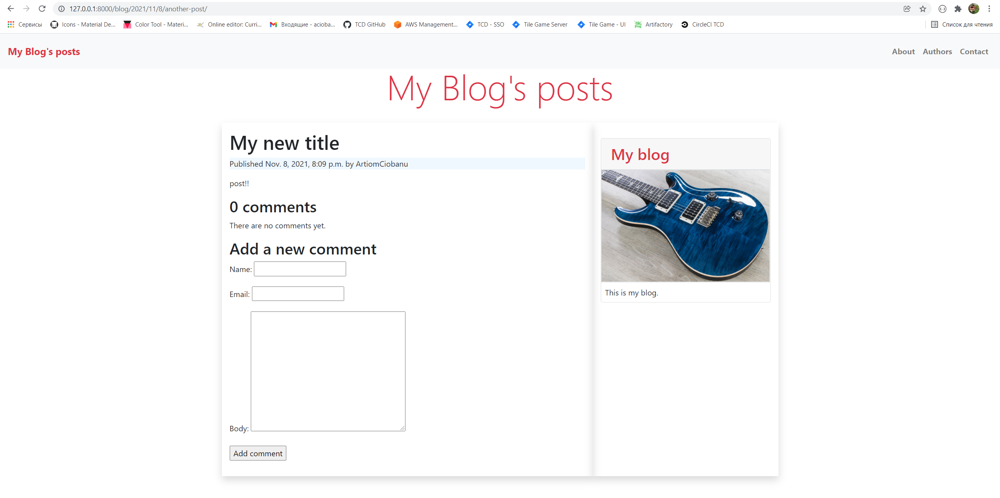 127.0.0.1:8000/blog/2021/11/8/another-post/
Сервисы Icons - Material De... Color Tool - Materi... Online editor: Curri... Входящие - acioba... TCD GitHub AWS Management... TCD - SSO Tile Game Server Tile Game - UI Artifactory CircleCI TCD Список для чтения
My Blog's posts About Authors Contact
My Blog's posts
My new title
Published Nov. 8, 2021, 8:09 p.m. by ArtiomCiobanu
post!!
0 comments
There are no comments yet.
Add a new comment
Name:
Email:
Body:
Add comment
My blog
This is my blog.